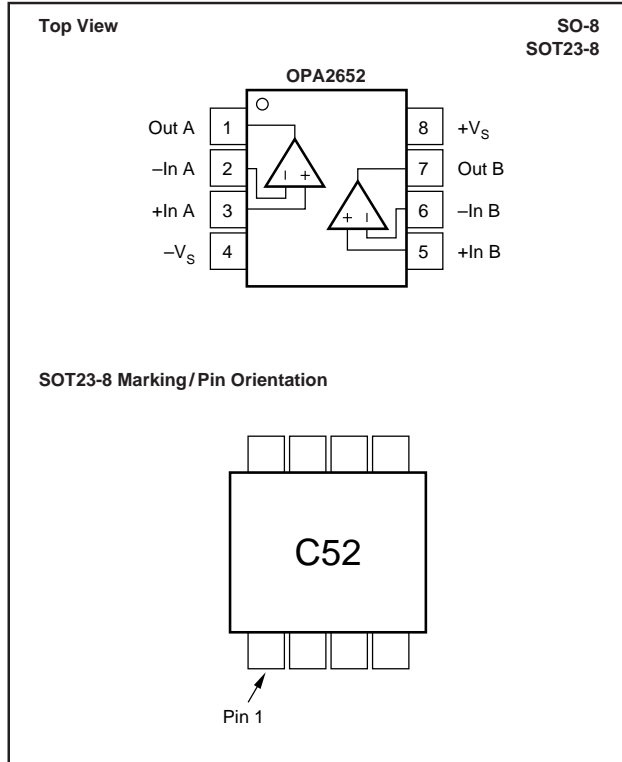 Top View
SO-8
SOT23-8
OPA2652
Out A 1 8 +VS
–In A 2 7 Out B
+In A 3 6 –In B
–VS 4 5 +In B
– + + –
SOT23-8 Marking/Pin Orientation
C52
Pin 1